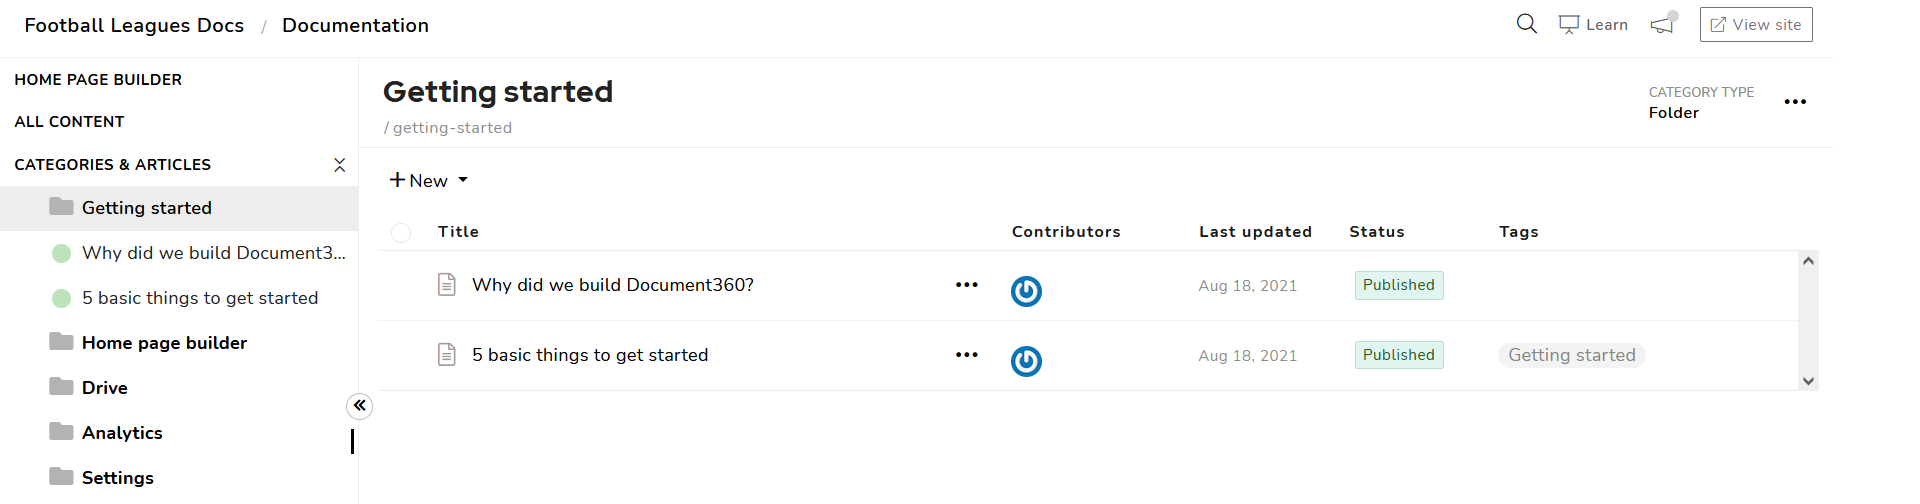 Football Leagues Docs / Documentation
Learn
View site
HOME PAGE BUILDER
ALL CONTENT
CATEGORIES & ARTICLES
Getting started
Why did we build Document3...
5 basic things to get started
Home page builder
Drive
Analytics
Settings
Getting started
/ getting-started
CATEGORY TYPE
Folder
New
Title Contributors Last updated Status Tags
Why did we build Document360? Aug 18, 2021 Published
5 basic things to get started Aug 18, 2021 Published Getting started